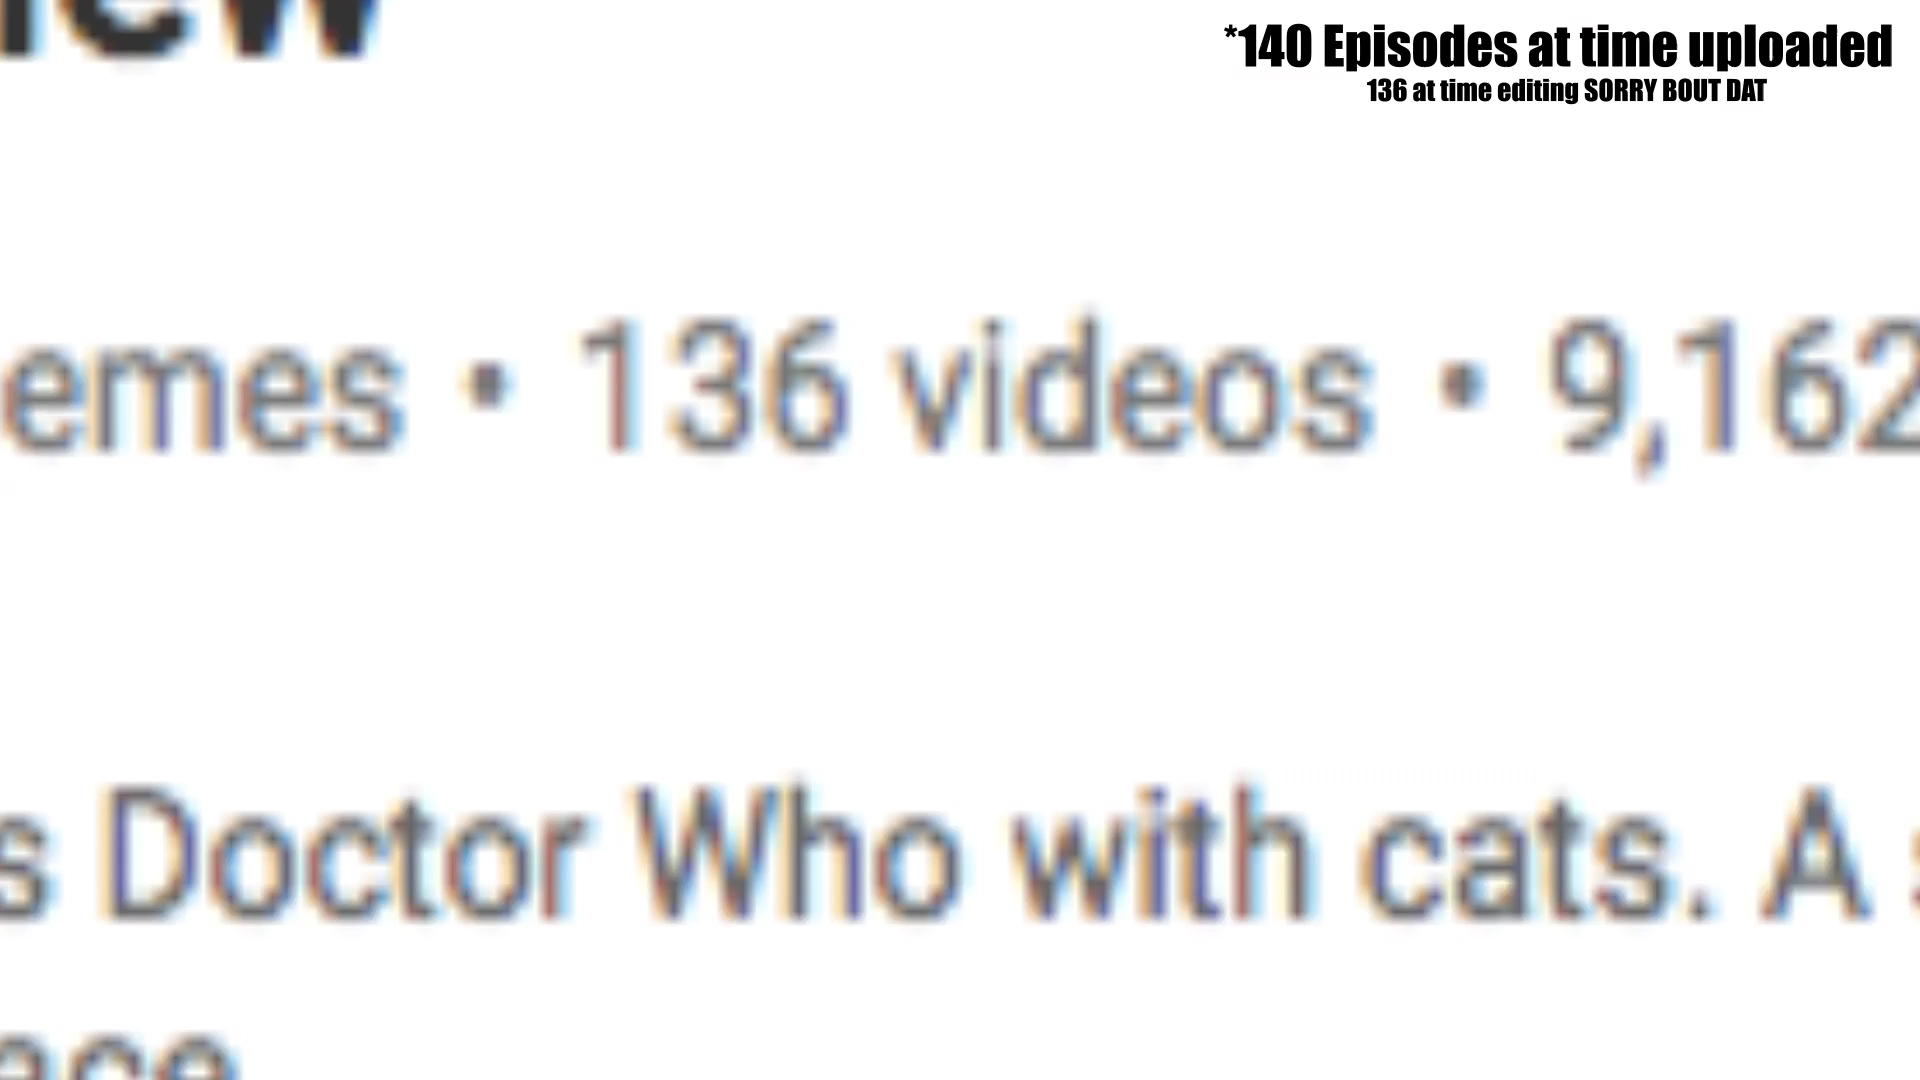 *140 Episodes at time uploaded
136 at time editing SORRY BOUT DAT
emes • 136 videos • 9,162
s Doctor Who with cats. A